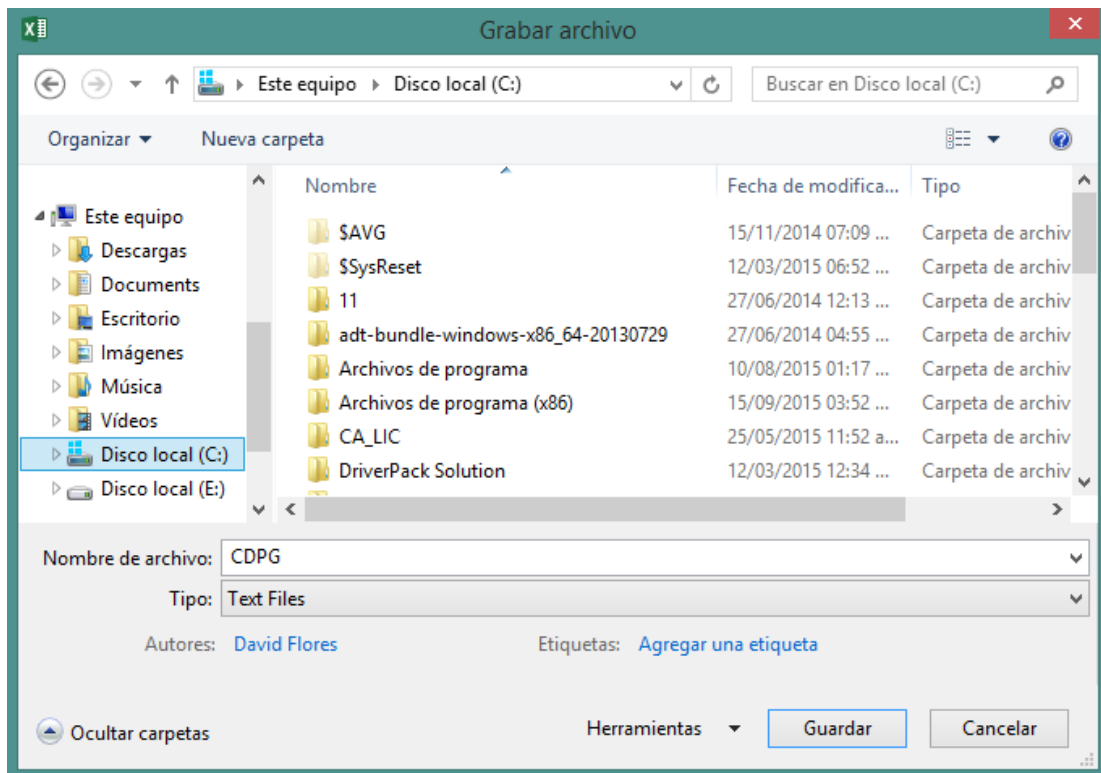 Grabar archivo
Este equipo Disco local (C:) Buscar en Disco local (C:)
Organizar Nueva carpeta
Nombre Fecha de modifica... Tipo
Este equipo
Descargas
Documents
Escritorio
Imágenes
Música
Vídeos
Disco local (C:)
Disco local (E:)
$AVG 15/11/2014 07:09 ... Carpeta de archiv
$SysReset 12/03/2015 06:52 ... Carpeta de archiv
11 27/06/2014 12:13 ... Carpeta de archiv
adt-bundle-windows-x86_64-20130729 27/06/2014 04:55 ... Carpeta de archiv
Archivos de programa 10/08/2015 01:17 ... Carpeta de archiv
Archivos de programa (x86) 15/09/2015 03:52 ... Carpeta de archiv
CA_LIC 25/05/2015 11:52 a... Carpeta de archiv
DriverPack Solution 12/03/2015 12:34 ... Carpeta de archiv
Nombre de archivo: CDPG
Tipo: Text Files
Autores: David Flores Etiquetas: Agregar una etiqueta
Ocultar carpetas Herramientas Guardar Cancelar